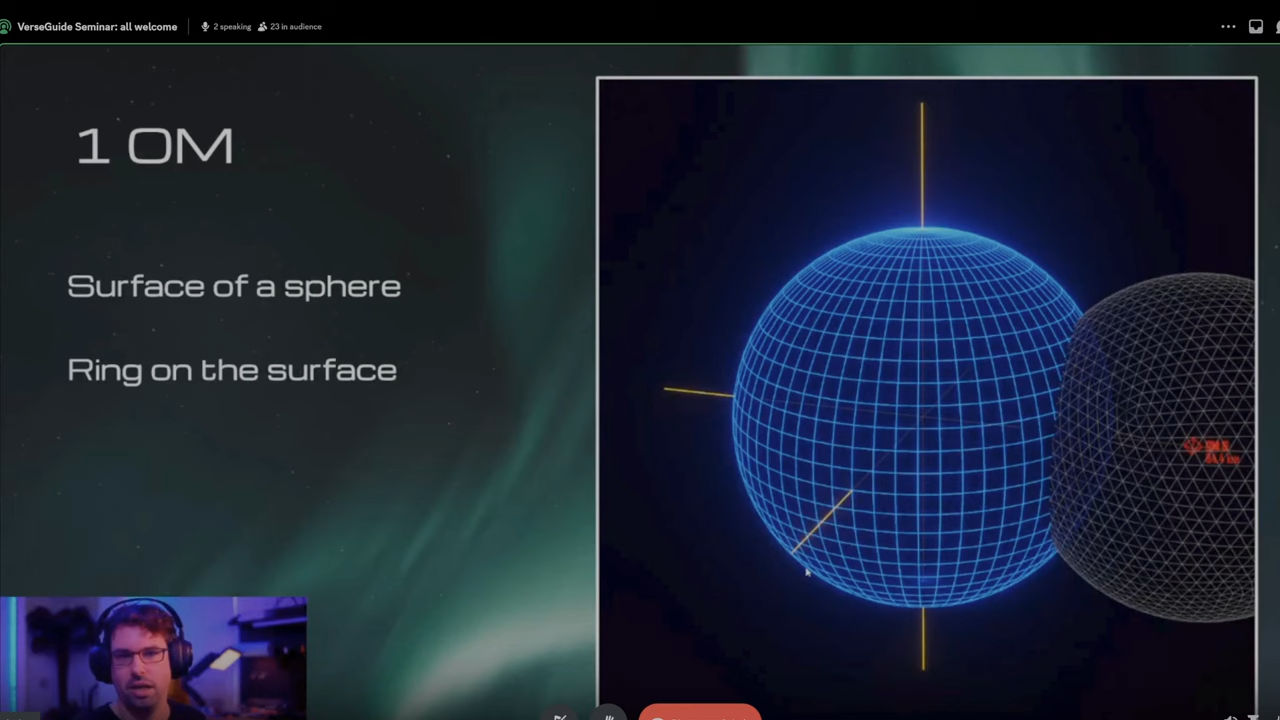 VerseGuide Seminar: all welcome
2 speaking
23 in audience
1 OM
Surface of a sphere
Ring on the surface